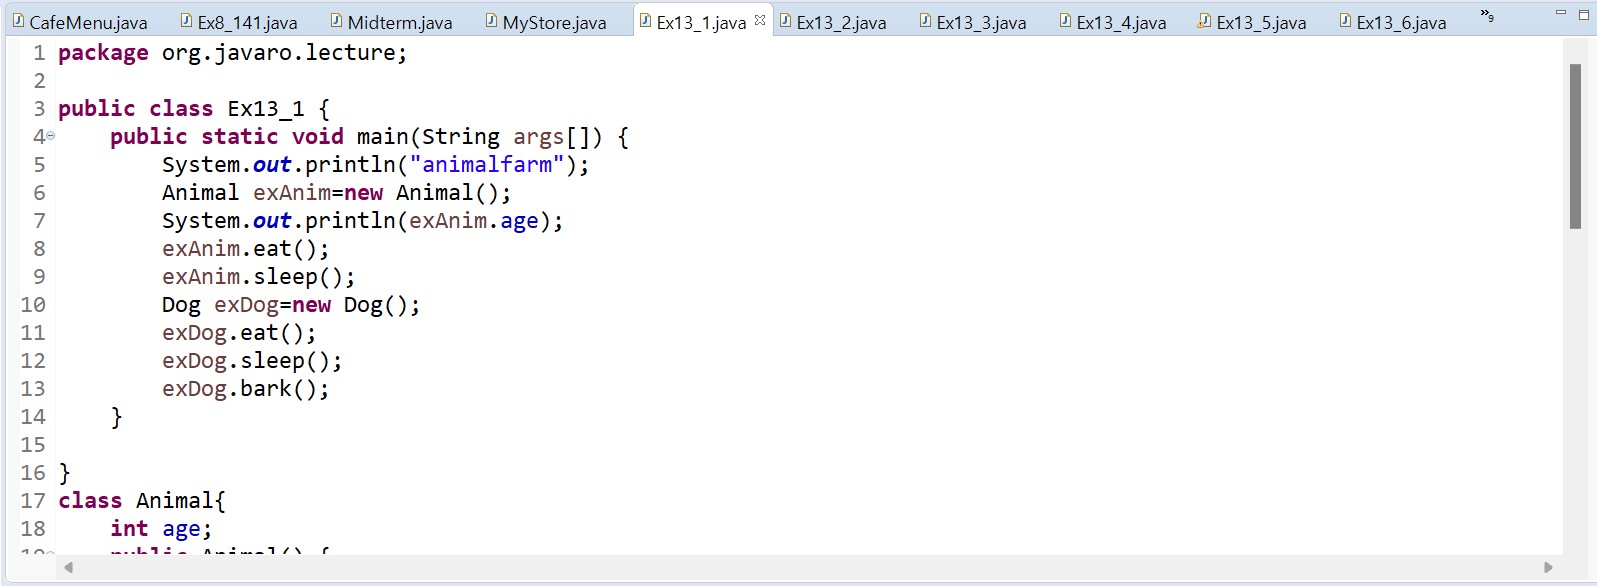 CafeMenu.java Ex8_141.java Midterm.java MyStore.java Ex13_1.java Ex13_2.java Ex13_3.java Ex13_4.java Ex13_5.java Ex13_6.java »9
1 package org.javaro.lecture;
2
3 public class Ex13_1 {
4 public static void main(String args[]) {
5 System.out.println("animalfarm");
6 Animal exAnim=new Animal();
7 System.out.println(exAnim.age);
8 exAnim.eat();
9 exAnim.sleep();
10 Dog exDog=new Dog();
11 exDog.eat();
12 exDog.sleep();
13 exDog.bark();
14 }
15
16 }
17 class Animal{
18 int age;
19 public Animal() {